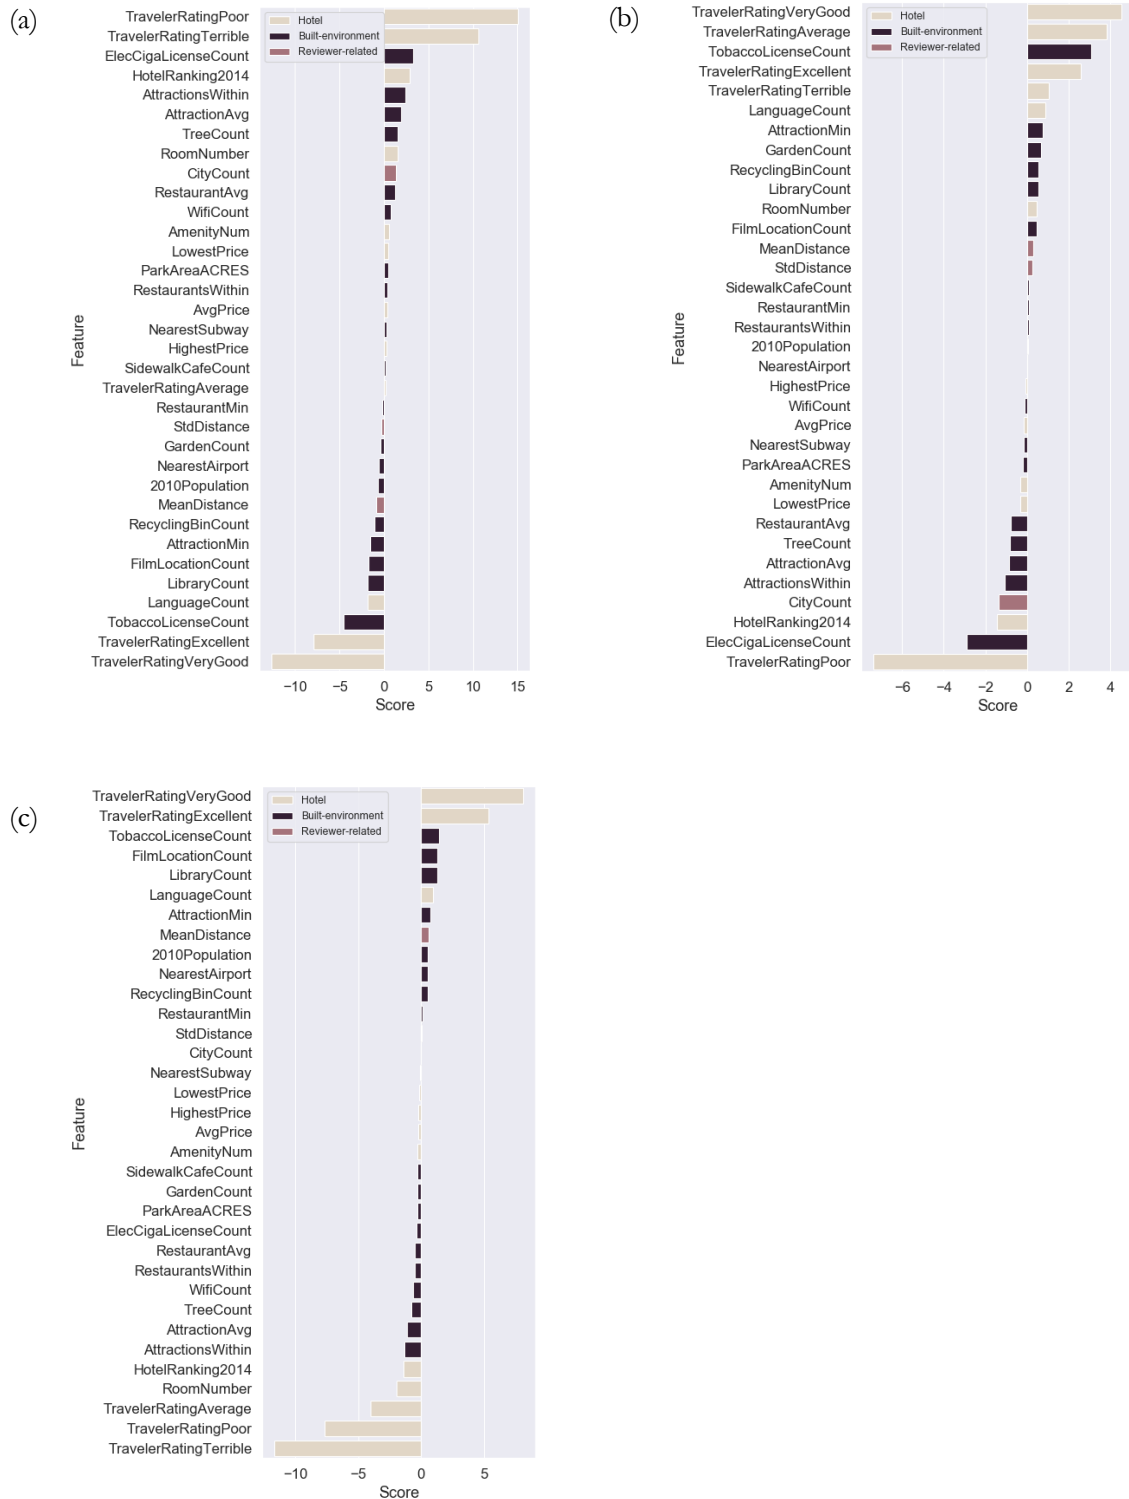 (a)
Hotel
Built-environment
Reviewer-related
TravelerRatingPoor
TravelerRatingTerrible
ElecCigaLicenseCount
HotelRanking2014
AttractionsWithin
AttractionAvg
TreeCount
RoomNumber
CityCount
RestaurantAvg
WifiCount
AmenityNum
LowestPrice
ParkAreaACRES
RestaurantsWithin
AvgPrice
NearestSubway
HighestPrice
SidewalkCafeCount
TravelerRatingAverage
RestaurantMin
StdDistance
GardenCount
NearestAirport
2010Population
MeanDistance
RecyclingBinCount
AttractionMin
FilmLocationCount
LibraryCount
LanguageCount
TobaccoLicenseCount
TravelerRatingExcellent
TravelerRatingVeryGood
Feature
−10 −5 0 5 10 15
Score
(b)
Hotel
Built-environment
Reviewer-related
TravelerRatingVeryGood
TravelerRatingAverage
TobaccoLicenseCount
TravelerRatingExcellent
TravelerRatingTerrible
LanguageCount
AttractionMin
GardenCount
RecyclingBinCount
LibraryCount
RoomNumber
FilmLocationCount
MeanDistance
StdDistance
SidewalkCafeCount
RestaurantMin
RestaurantsWithin
2010Population
NearestAirport
HighestPrice
WifiCount
AvgPrice
NearestSubway
ParkAreaACRES
AmenityNum
LowestPrice
RestaurantAvg
TreeCount
AttractionAvg
AttractionsWithin
CityCount
HotelRanking2014
ElecCigaLicenseCount
TravelerRatingPoor
Feature
−6 −4 −2 0 2 4
Score
(c)
Hotel
Built-environment
Reviewer-related
TravelerRatingVeryGood
TravelerRatingExcellent
TobaccoLicenseCount
FilmLocationCount
LibraryCount
LanguageCount
AttractionMin
MeanDistance
2010Population
NearestAirport
RecyclingBinCount
RestaurantMin
StdDistance
CityCount
NearestSubway
LowestPrice
HighestPrice
AvgPrice
AmenityNum
SidewalkCafeCount
GardenCount
ParkAreaACRES
ElecCigaLicenseCount
RestaurantAvg
RestaurantsWithin
WifiCount
TreeCount
AttractionAvg
AttractionsWithin
HotelRanking2014
RoomNumber
TravelerRatingAverage
TravelerRatingPoor
TravelerRatingTerrible
Feature
−10 −5 0 5
Score